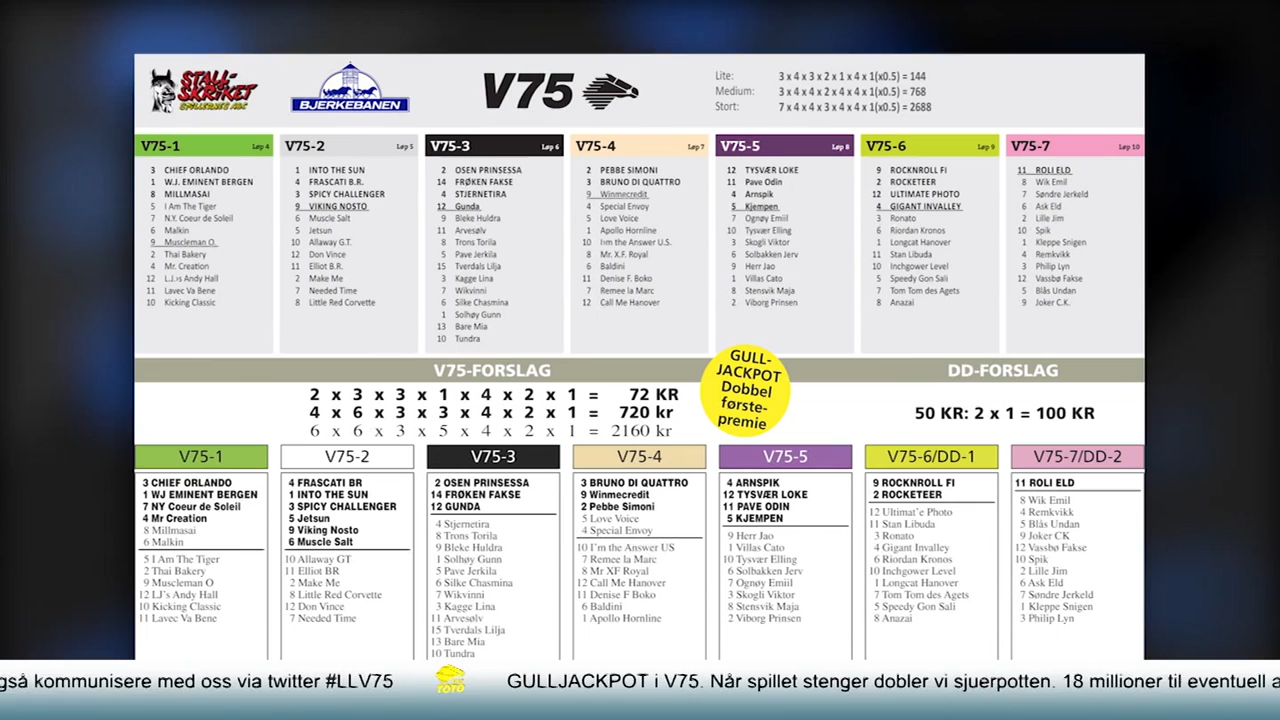 STALL-
SKRIKET
SPILLERNES ABC
BJERKEBANEN
V75
Lite: 3 x 4 x 3 x 2 x 1 x 4 x 1(x0.5) = 144
Medium: 3 x 4 x 4 x 2 x 4 x 4 x 1(x0.5) = 768
Stort: 7 x 4 x 4 x 3 x 4 x 4 x 1(x0.5) = 2688
V75-1 Løp 4
3 CHIEF ORLANDO
1 W.J. EMINENT BERGEN
8 MILLMASAI
5 I Am The Tiger
7 N.Y. Coeur de Soleil
6 Malkin
9 Muscleman O.
2 Thai Bakery
4 Mr. Creation
12 L.J.is Andy Hall
11 Lavec Va Bene
10 Kicking Classic
V75-2 Løp 5
1 INTO THE SUN
4 FRASCATI B.R.
3 SPICY CHALLENGER
9 VIKING NOSTO
6 Muscle Salt
5 Jetsun
10 Allaway G.T.
12 Don Vince
11 Elliot B.R.
2 Make Me
7 Needed Time
8 Little Red Corvette
V75-3 Løp 6
2 OSEN PRINSESSA
14 FRØKEN FAKSE
4 STJERNETIRA
12 Gunda
9 Bleke Huldra
11 Arvesølv
8 Trons Torila
5 Pave Jerkila
15 Tverdals Lilja
3 Kagge Lina
7 Wikvinni
6 Silke Chasmina
1 Solhøy Gunn
13 Bare Mia
10 Tundra
V75-4 Løp 7
2 PEBBE SIMONI
3 BRUNO DI QUATTRO
9 Winmecredit
4 Special Envoy
5 Love Voice
1 Apollo Hornline
10 Iım the Answer U.S.
8 Mr. X.F. Royal
6 Baldini
11 Denise F. Boko
7 Remee la Marc
12 Call Me Hanover
V75-5 Løp 8
12 TYSVÆR LOKE
11 Pave Odin
4 Arnspik
5 Kjempen
7 Ognøy Emiil
10 Tysvær Elling
3 Skogli Viktor
6 Solbakken Jerv
9 Herr Jao
1 Villas Cato
8 Stensvik Maja
2 Viborg Prinsen
V75-6 Løp 9
9 ROCKNROLL FI
2 ROCKETEER
12 ULTIMATE PHOTO
4 GIGANT INVALLEY
3 Ronato
6 Riordan Kronos
1 Longcat Hanover
11 Stan Libuda
10 Inchgower Level
5 Speedy Gon Sali
7 Tom Tom des Agets
8 Anazai
V75-7 Løp 10
11 ROLI ELD
8 Wik Emil
7 Søndre Jerkeld
6 Ask Eld
2 Lille Jim
10 Spik
1 Kleppe Snigen
4 Remkvikk
3 Philip Lyn
12 Vassbø Fakse
5 Blås Undan
9 Joker C.K.
V75-FORSLAG
2 x 3 x 3 x 1 x 4 x 2 x 1 = 72 KR
4 x 6 x 3 x 3 x 4 x 2 x 1 = 720 kr
6 x 6 x 3 x 5 x 4 x 2 x 1 = 2160 kr
GULL-
JACKPOT
Dobbel
første-
premie
DD-FORSLAG
50 KR: 2 x 1 = 100 KR
V75-1
3 CHIEF ORLANDO
1 WJ EMINENT BERGEN
7 NY Coeur de Soleil
4 Mr Creation
8 Millmasai
6 Malkin
5 I Am The Tiger
2 Thai Bakery
9 Muscleman O
12 LJ's Andy Hall
10 Kicking Classic
11 Lavec Va Bene
V75-2
4 FRASCATI BR
1 INTO THE SUN
3 SPICY CHALLENGER
5 Jetsun
9 Viking Nosto
6 Muscle Salt
10 Allaway GT
11 Elliot BR
2 Make Me
8 Little Red Corvette
12 Don Vince
7 Needed Time
V75-3
2 OSEN PRINSESSA
14 FRØKEN FAKSE
12 GUNDA
4 Stjernetira
8 Trons Torila
9 Bleke Huldra
1 Solhøy Gunn
5 Pave Jerkila
6 Silke Chasmina
7 Wikvinni
3 Kagge Lina
11 Arvesølv
15 Tverdals Lilja
13 Bare Mia
10 Tundra
V75-4
3 BRUNO DI QUATTRO
9 Winmecredit
2 Pebbe Simoni
5 Love Voice
4 Special Envoy
10 I'm the Answer US
7 Remee la Marc
8 Mr XF Royal
12 Call Me Hanover
11 Denise F Boko
6 Baldini
1 Apollo Hornline
V75-5
4 ARNSPIK
12 TYSVÆR LOKE
11 PAVE ODIN
5 KJEMPEN
9 Herr Jao
1 Villas Cato
10 Tysvær Elling
6 Solbakken Jerv
7 Ognøy Emiil
3 Skogli Viktor
8 Stensvik Maja
2 Viborg Prinsen
V75-6/DD-1
9 ROCKNROLL FI
2 ROCKETEER
12 Ultimat'e Photo
11 Stan Libuda
3 Ronato
4 Gigant Invalley
6 Riordan Kronos
10 Inchgower Level
1 Longcat Hanover
7 Tom Tom des Agets
5 Speedy Gon Sali
8 Anazai
V75-7/DD-2
11 ROLI ELD
8 Wik Emil
4 Remkvikk
5 Blås Undan
9 Joker CK
12 Vassbø Fakse
10 Spik
2 Lille Jim
6 Ask Eld
7 Søndre Jerkeld
1 Kleppe Snigen
3 Philip Lyn
gså kommunisere med oss via twitter #LLV75 TOTO GULLJACKPOT i V75. Når spillet stenger dobler vi sjuerpotten. 18 millioner til eventuell a